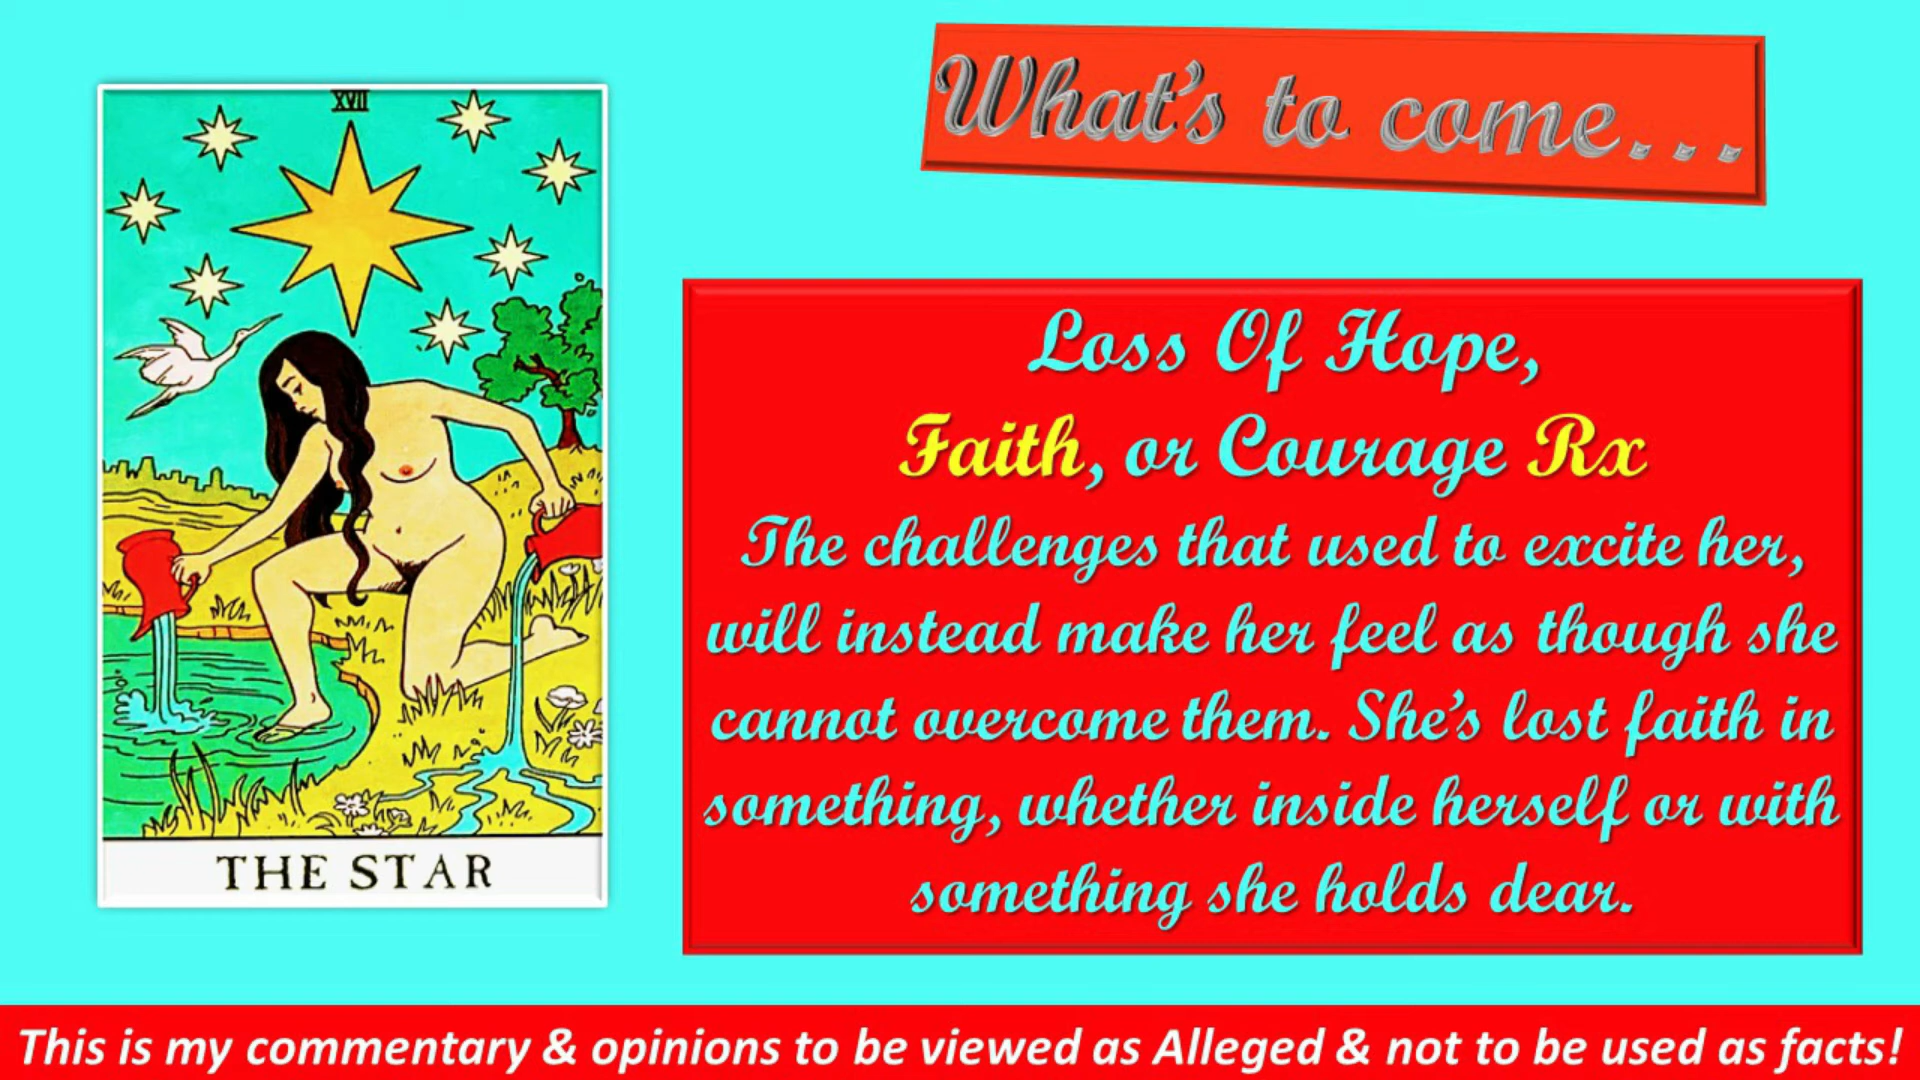 XVII
THE STAR
What's to come...
Loss Of Hope,
Faith, or Courage Rx
The challenges that used to excite her,
will instead make her feel as though she
cannot overcome them. She's lost faith in
something, whether inside herself or with
something she holds dear.
This is my commentary & opinions to be viewed as Alleged & not to be used as facts!